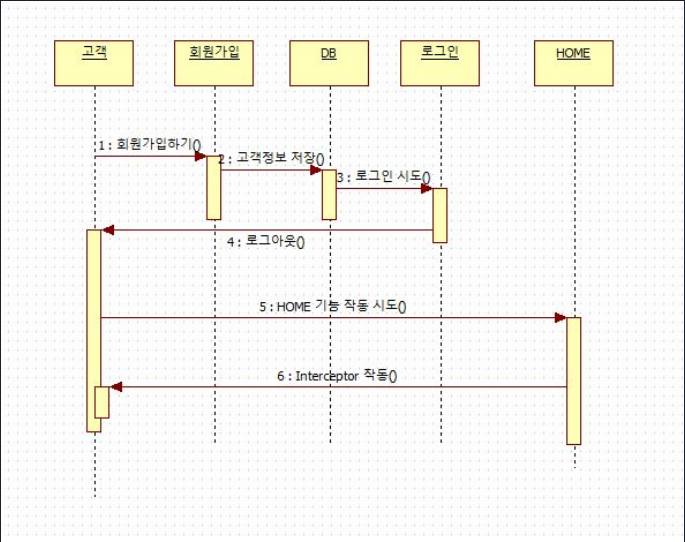 고객
회원가입
DB
로그인
HOME
1 : 회원가입하기()
2 : 고객정보 저장()
3 : 로그인 시도()
4 : 로그아웃()
5 : HOME 기능 작동 시도()
6 : Interceptor 작동()